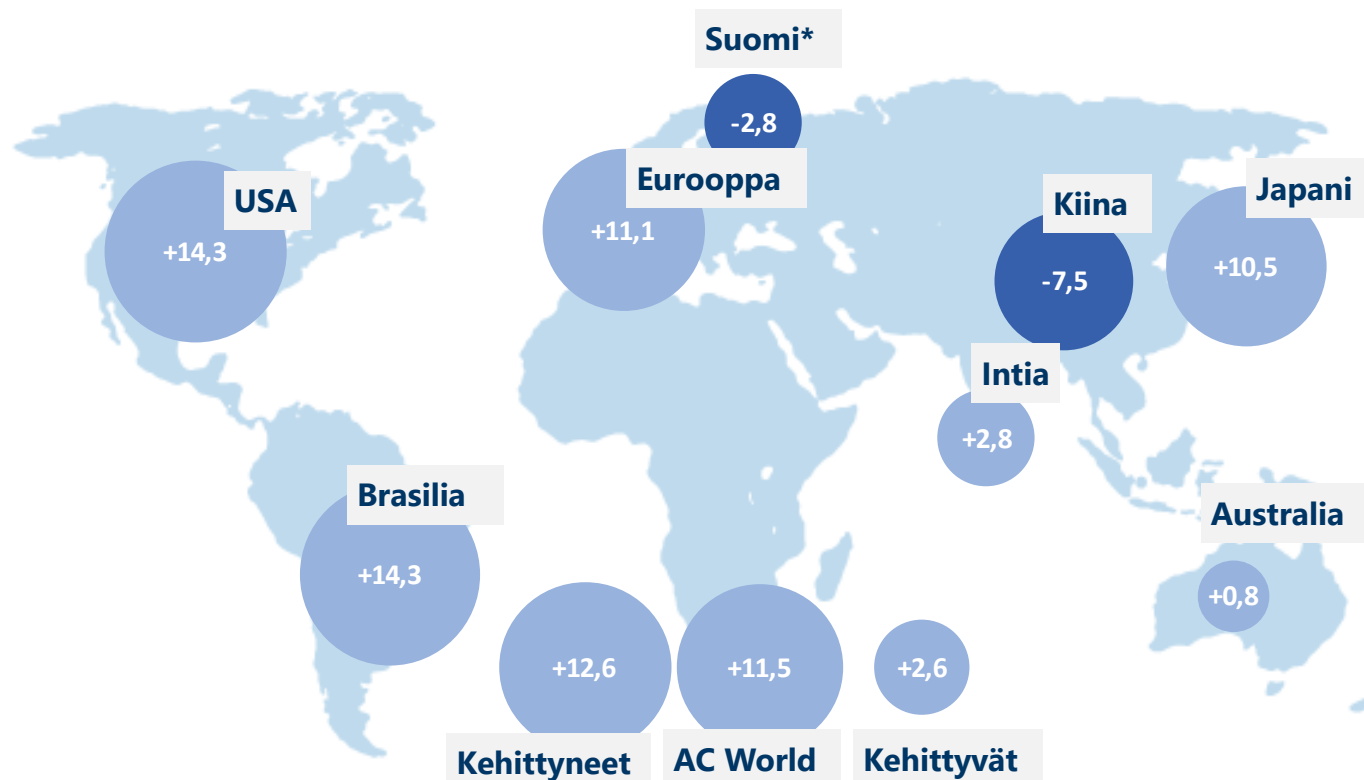 Suomi*
-2,8
USA
+14,3
Eurooppa
+11,1
Kiina
-7,5
Japani
+10,5
Intia
+2,8
Brasilia
+14,3
Australia
+0,8
+12,6
Kehittyneet
+11,5
AC World
+2,6
Kehittyvät